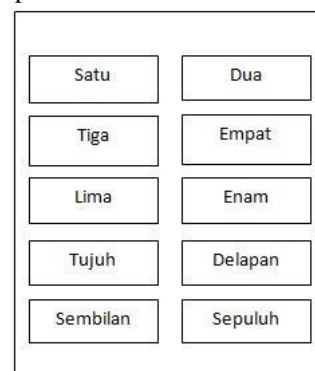 Satu Dua
Tiga Empat
Lima Enam
Tujuh Delapan
Sembilan Sepuluh